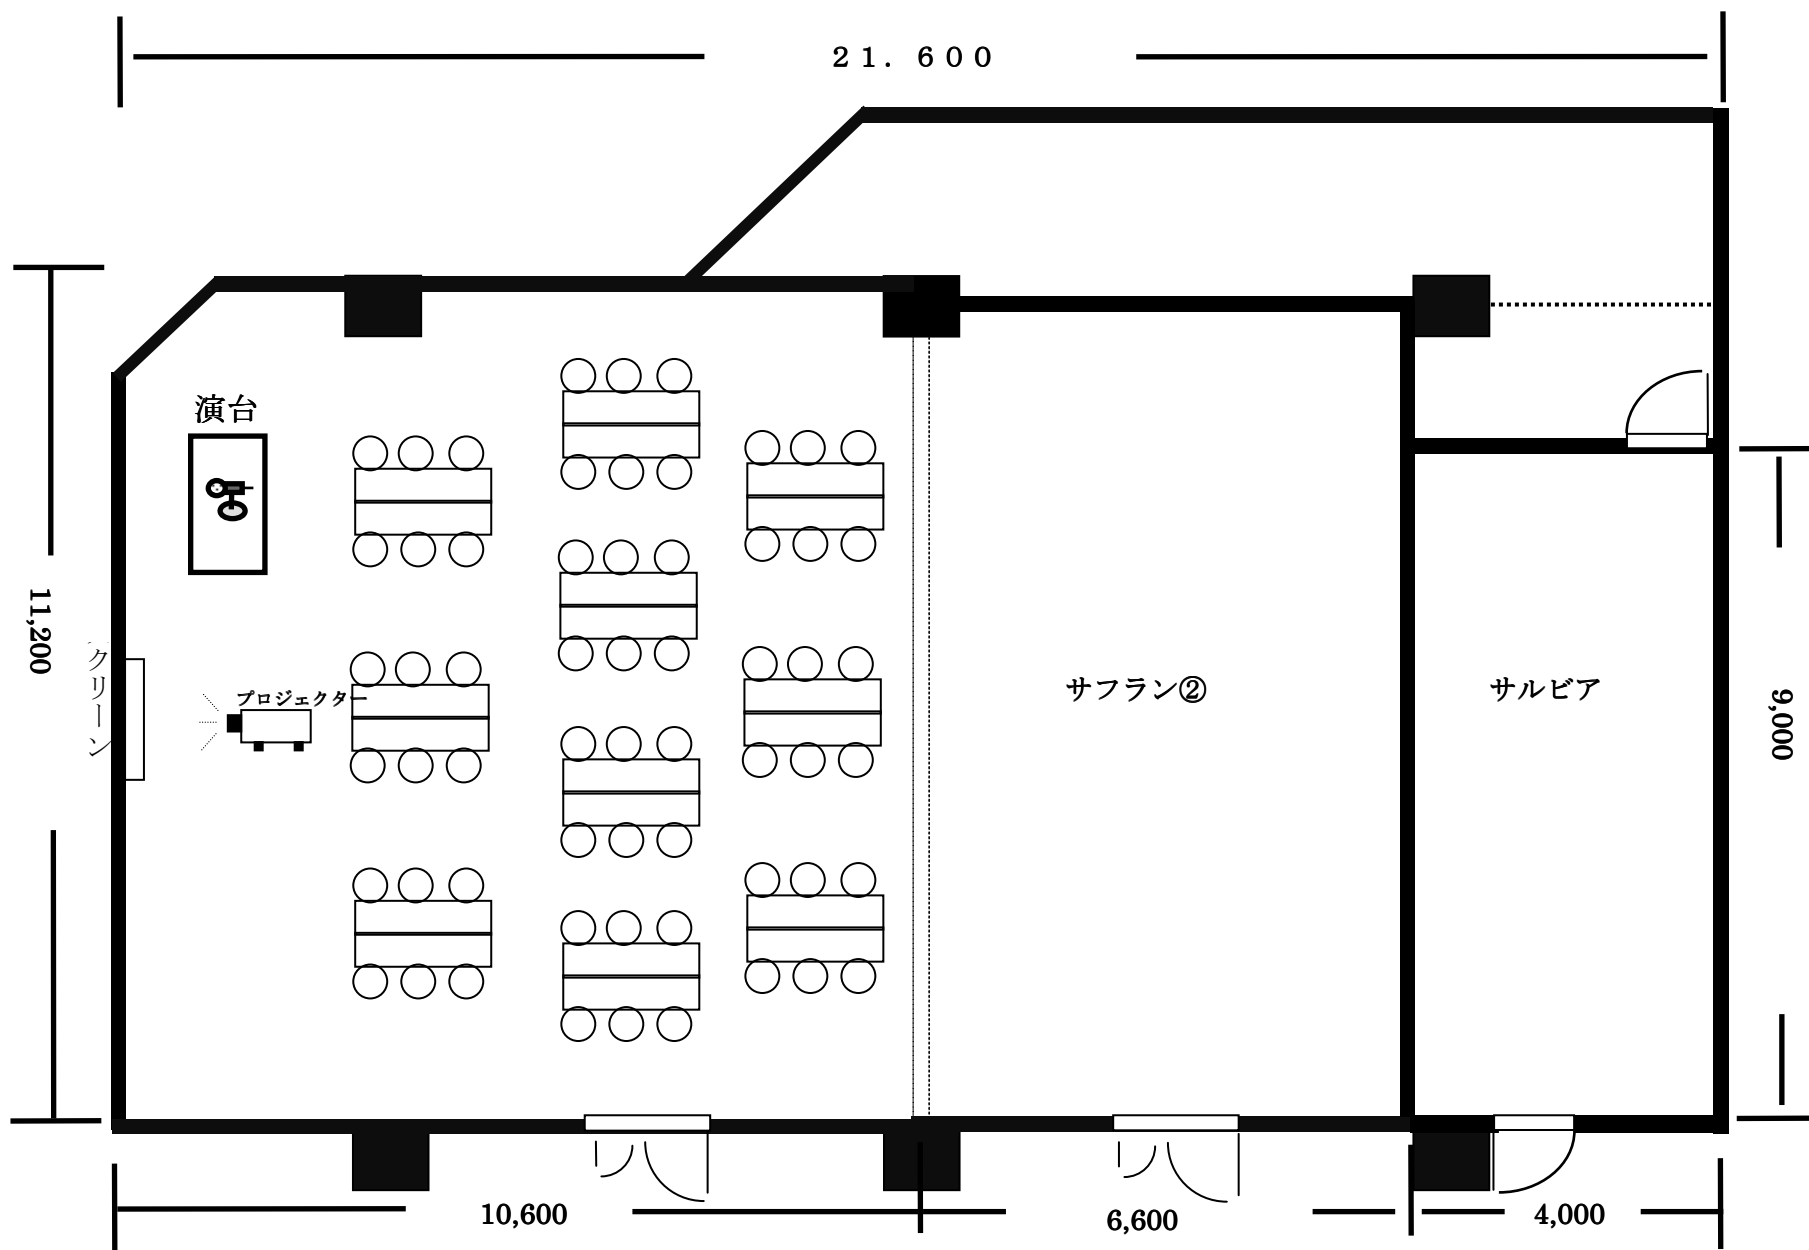 ２１．６００
演台
11,200
クリーン
プロジェクター
サフラン②
サルビア
9,000
10,600
6,600
4,000